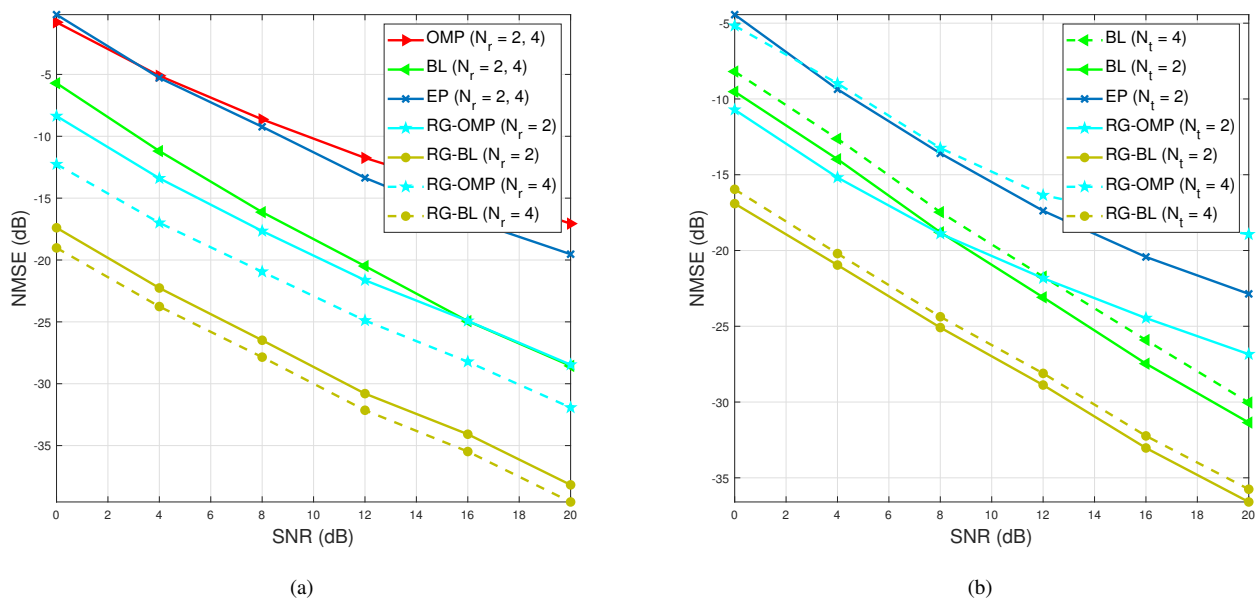 OMP (N_r = 2, 4)
BL (N_r = 2, 4)
EP (N_r = 2, 4)
RG-OMP (N_r = 2)
RG-BL (N_r = 2)
RG-OMP (N_r = 4)
RG-BL (N_r = 4)
-5
-10
-15
-20
-25
-30
-35
NMSE (dB)
0 2 4 6 8 10 12 14 16 18 20
SNR (dB)
(a)
BL (N_t = 4)
BL (N_t = 2)
EP (N_t = 2)
RG-OMP (N_t = 2)
RG-BL (N_t = 2)
RG-OMP (N_t = 4)
RG-BL (N_t = 4)
-5
-10
-15
-20
-25
-30
-35
NMSE (dB)
0 2 4 6 8 10 12 14 16 18 20
SNR (dB)
(b)